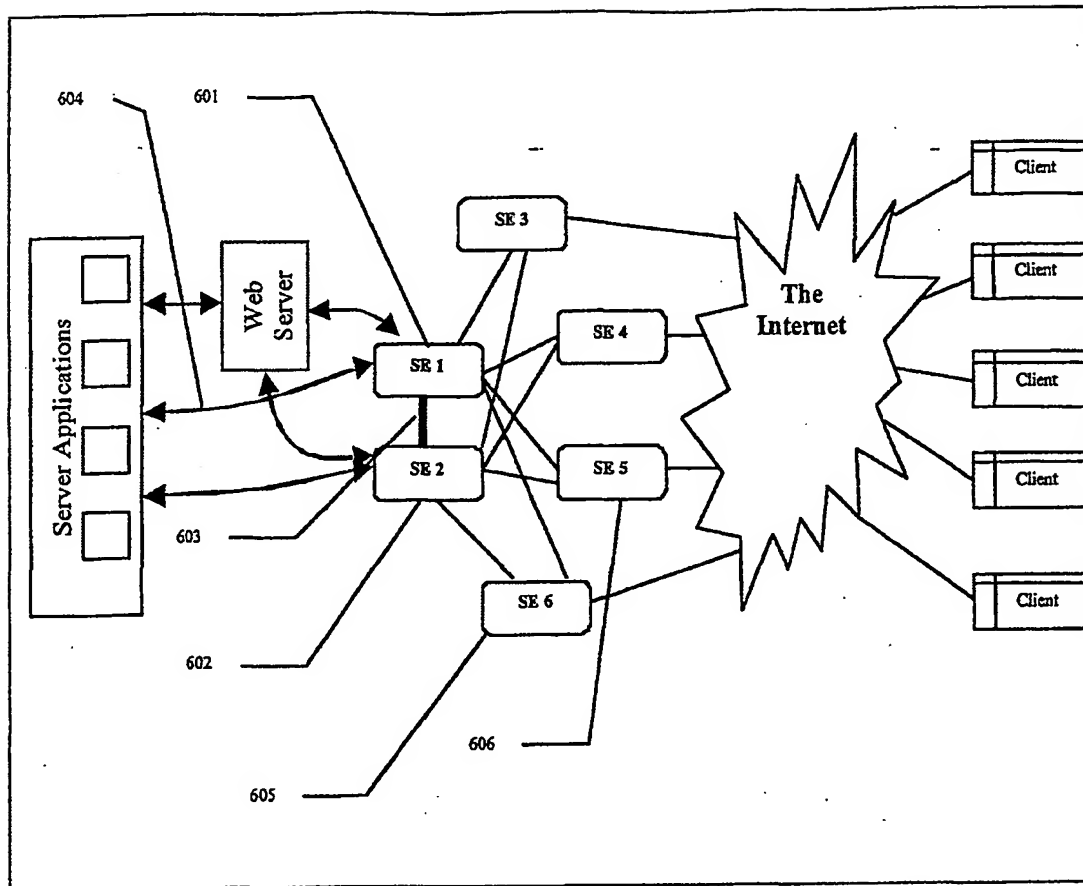 604
601
Client
SE 3
Client
The
Internet
Web
Server
SE 4
SE 1
Client
Server Applications
SE 2
SE 5
Client
603
SE 6
Client
602
606
605